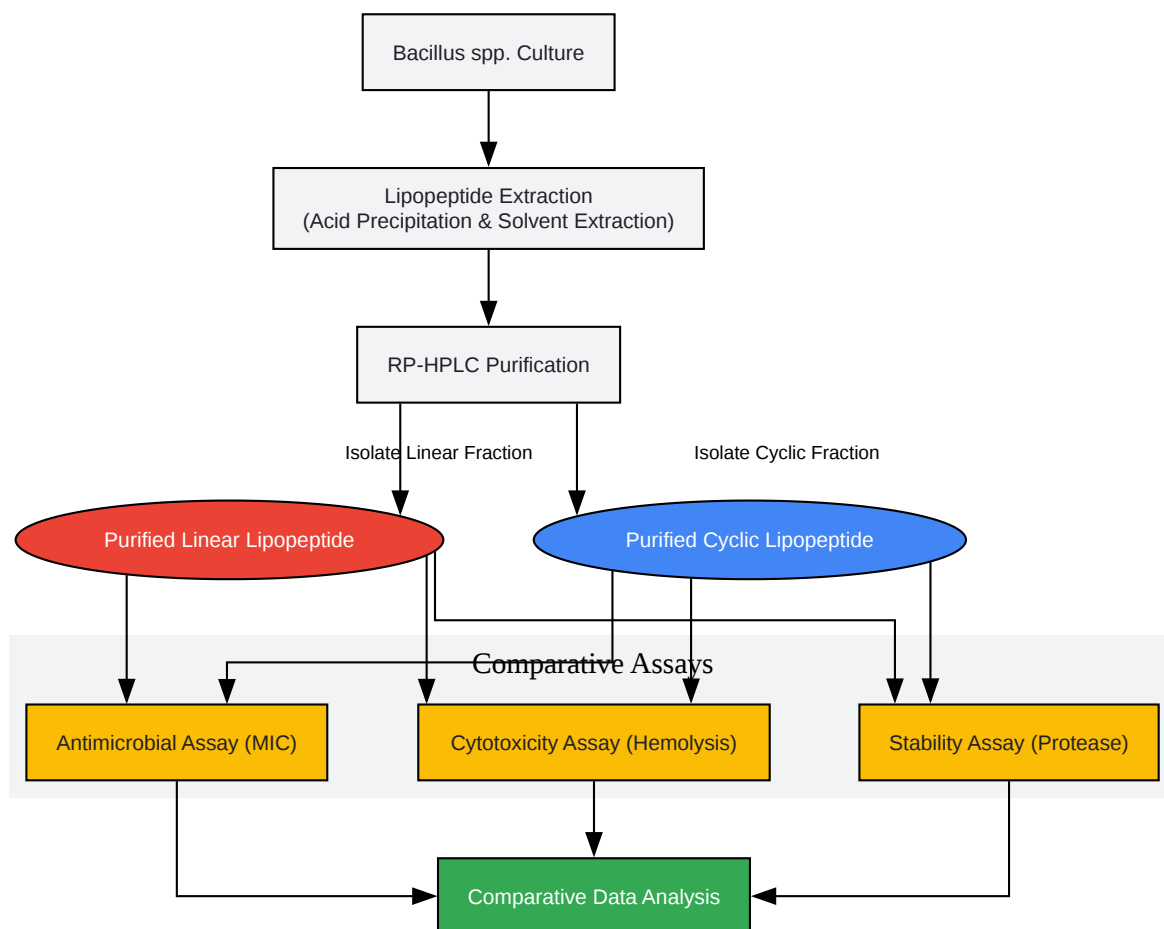 Bacillus spp. Culture
Lipopeptide Extraction
(Acid Precipitation & Solvent Extraction)
RP-HPLC Purification
Isolate Linear Fraction
Isolate Cyclic Fraction
Purified Linear Lipopeptide
Purified Cyclic Lipopeptide
Comparative Assays
Antimicrobial Assay (MIC)
Cytotoxicity Assay (Hemolysis)
Stability Assay (Protease)
Comparative Data Analysis